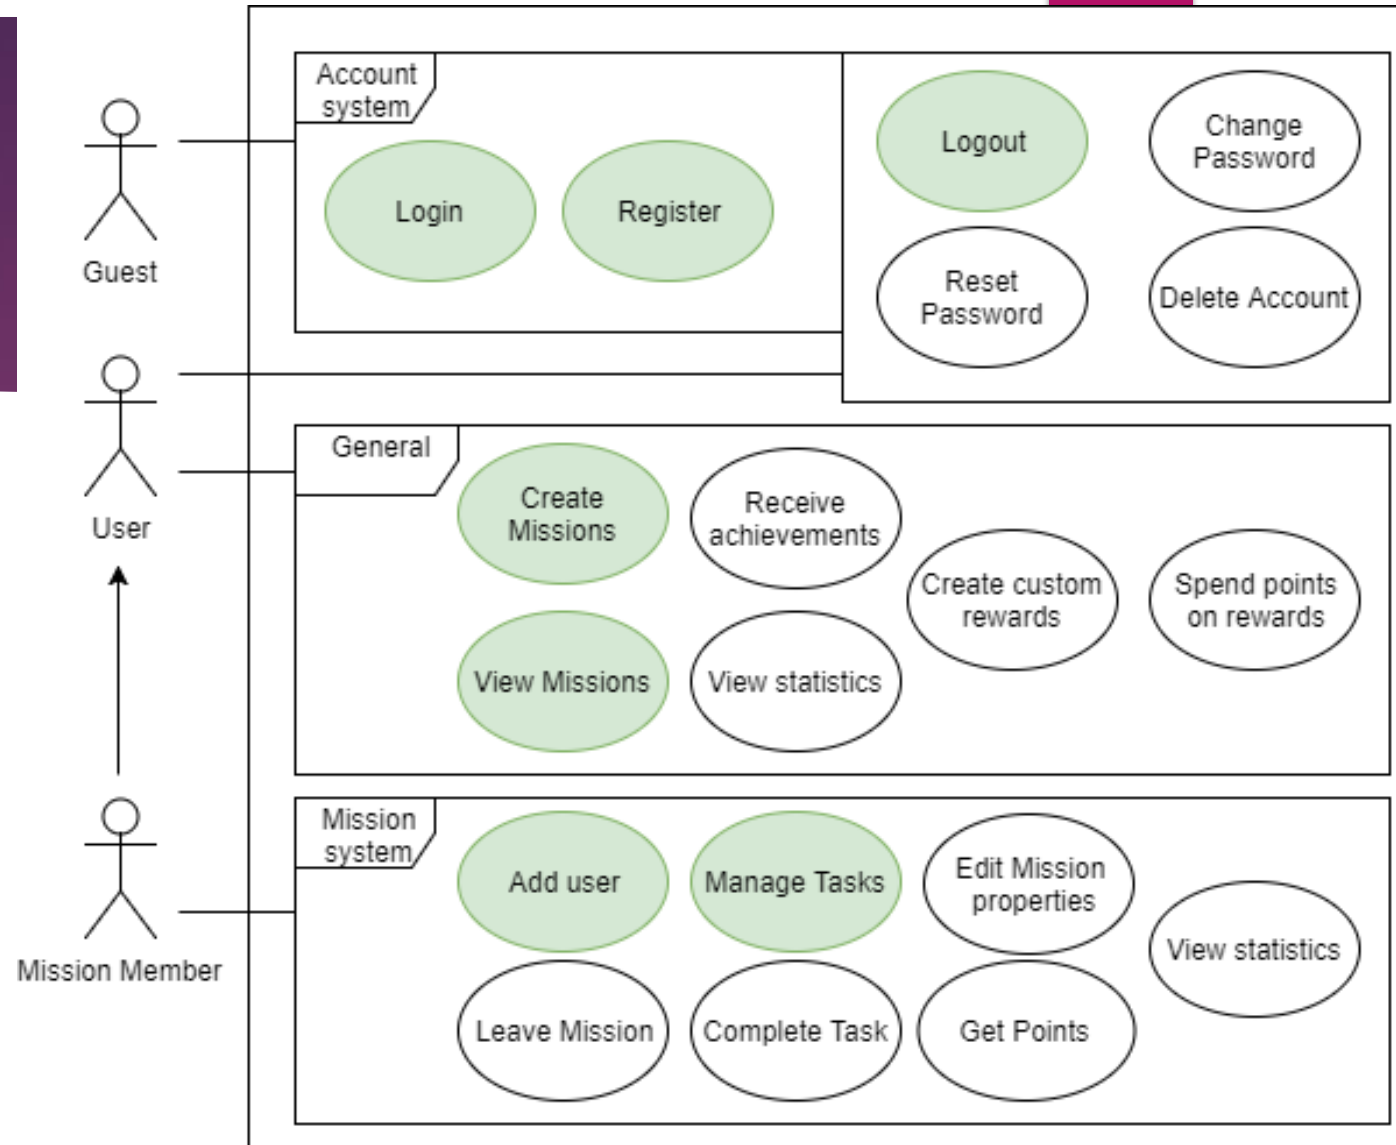 Account
system
Login
Register
Logout
Change
Password
Reset
Password
Delete Account
Guest
User
General
Create
Missions
Receive
achievements
Create custom
rewards
Spend points
on rewards
View Missions
View statistics
Mission
system
Add user
Manage Tasks
Edit Mission
properties
View statistics
Leave Mission
Complete Task
Get Points
Mission Member